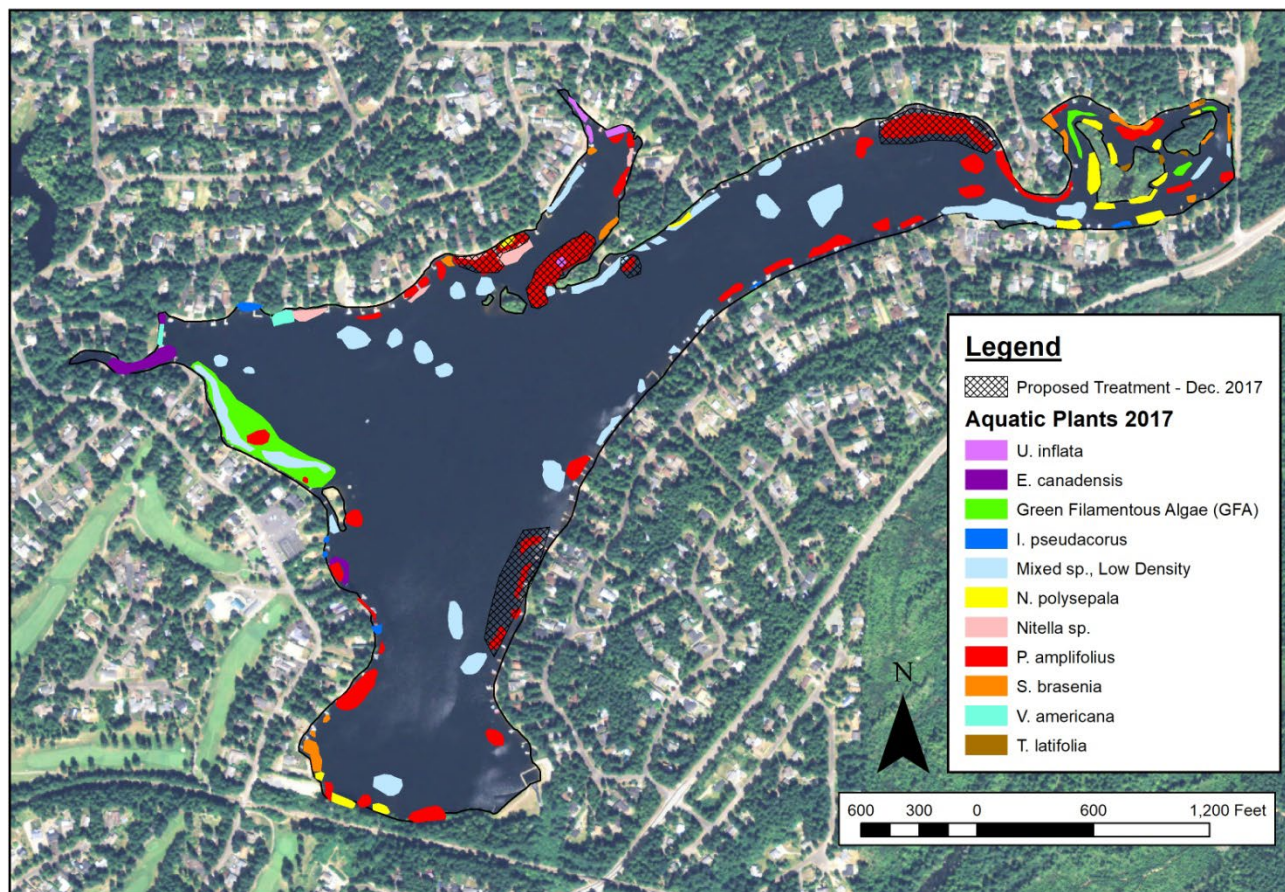 Legend
Proposed Treatment - Dec. 2017
Aquatic Plants 2017
U. inflata
E. canadensis
Green Filamentous Algae (GFA)
I. pseudacorus
Mixed sp., Low Density
N. polysepala
Nitella sp.
P. amplifolius
S. brasenia
V. americana
T. latifolia
N
600 300 0 600 1,200 Feet